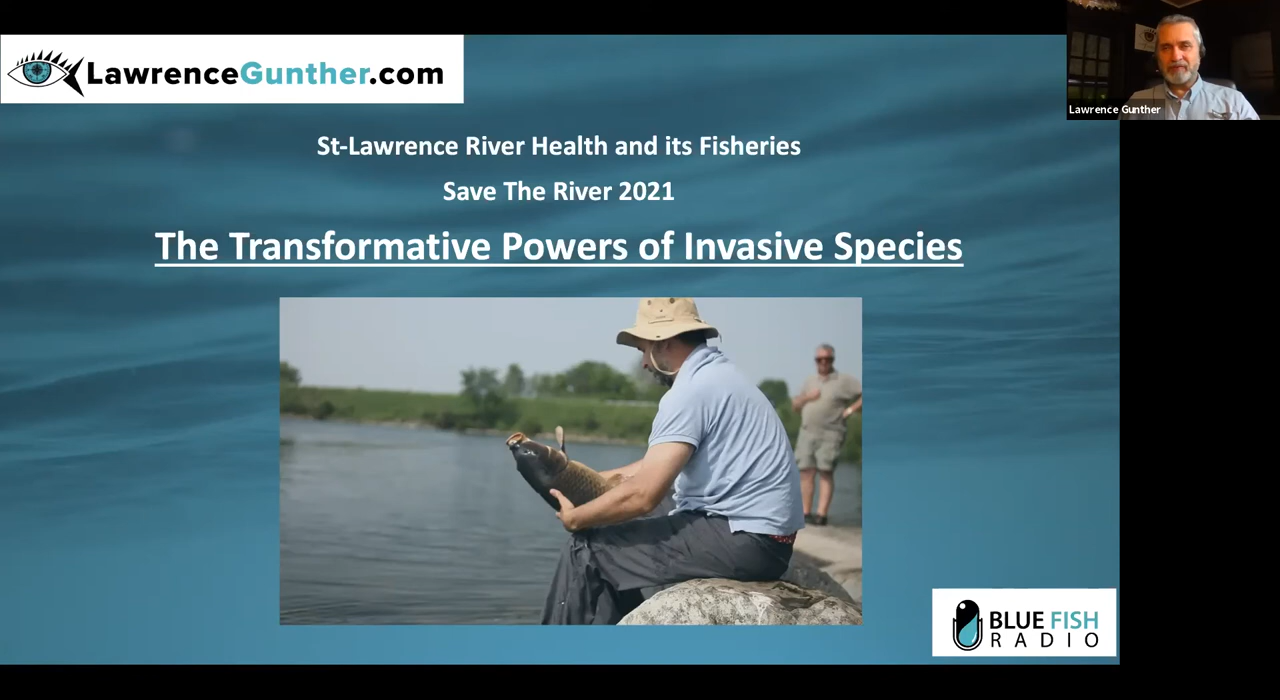 LawrenceGunther.com
Lawrence Gunther
St-Lawrence River Health and its Fisheries
Save The River 2021
The Transformative Powers of Invasive Species
BLUE FISH
RADIO